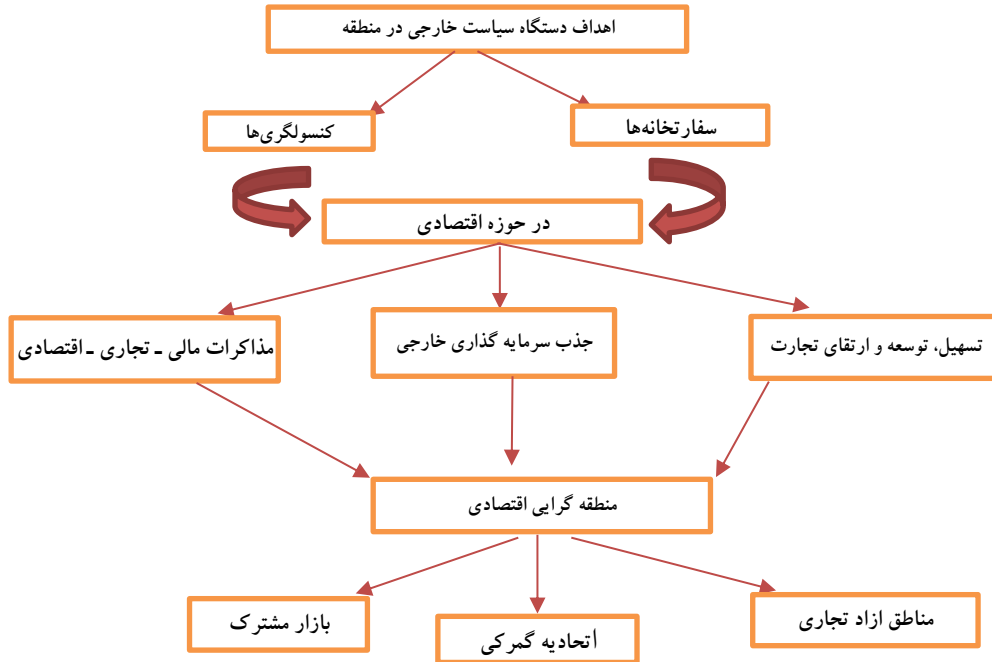 اهداف دستگاه سیاست خارجی در منطقه
سفارتخانه‌ها
کنسولگری‌ها
در حوزه اقتصادی
تسهیل، توسعه و ارتقای تجارت
جذب سرمایه گذاری خارجی
مذاکرات مالی ـ تجاری ـ اقتصادی
منطقه گرایی اقتصادی
مناطق ازاد تجاری
أتحادیه گمرکی
بازار مشترک